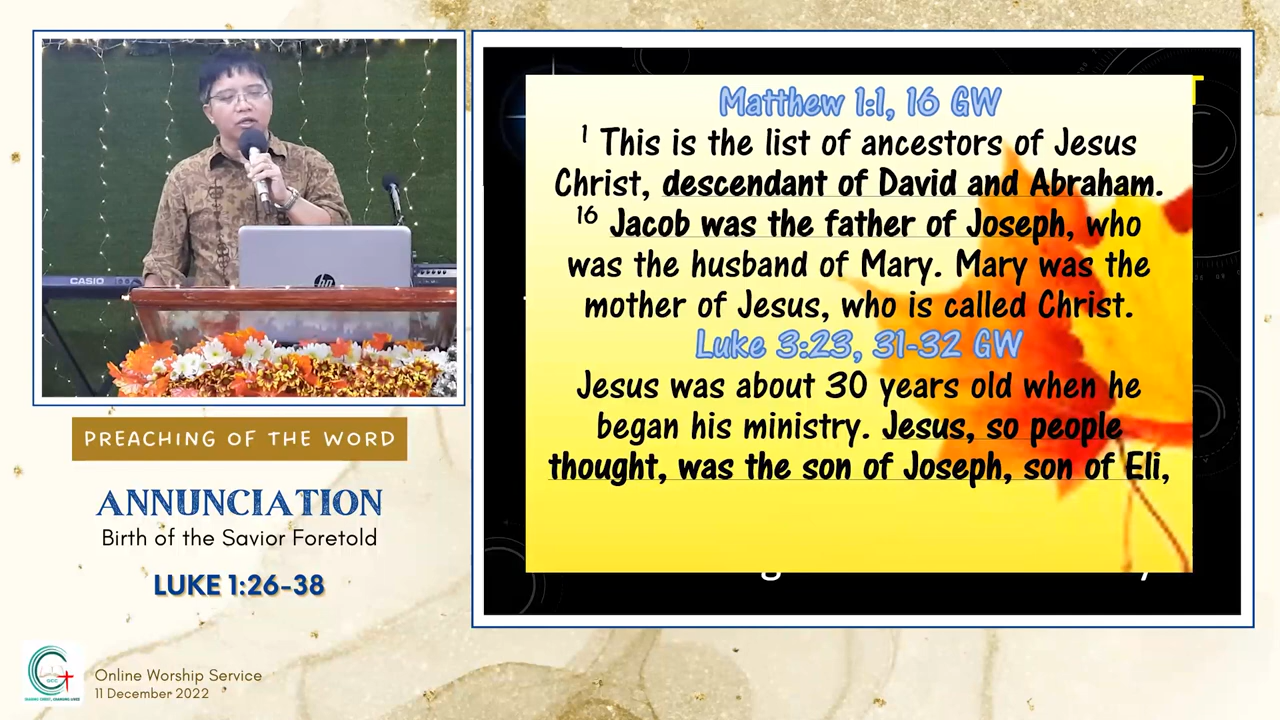 Matthew 1:1, 16 GW
1 This is the list of ancestors of Jesus
Christ, descendant of David and Abraham.
16 Jacob was the father of Joseph, who
was the husband of Mary. Mary was the
mother of Jesus, who is called Christ.
Luke 3:23, 31-32 GW
Jesus was about 30 years old when he
began his ministry. Jesus, so people
thought, was the son of Joseph, son of Eli,
CASIO
hp
PREACHING OF THE WORD
ANNUNCIATION
Birth of the Savior Foretold
LUKE 1:26-38
Online Worship Service
11 December 2022